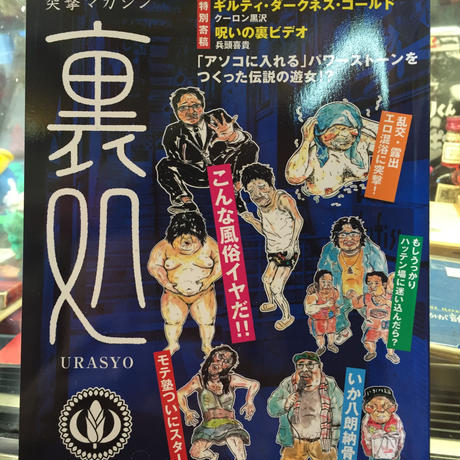 突撃マガジン
裏処
URASYO
特別寄稿
ギルティ・ダークネス・ゴールド
クーロン黒沢
呪いの裏ビデオ
兵頭喜貴
「アソコに入れる」パワーストーンを
つくった伝説の遊女!?
乱交・露出
エロ混浴に突撃!
こんな風俗イヤだ!!
もしうっかり
ハッテン場に迷い込んだら?
モテ塾ついにスター
いか八朗納骨